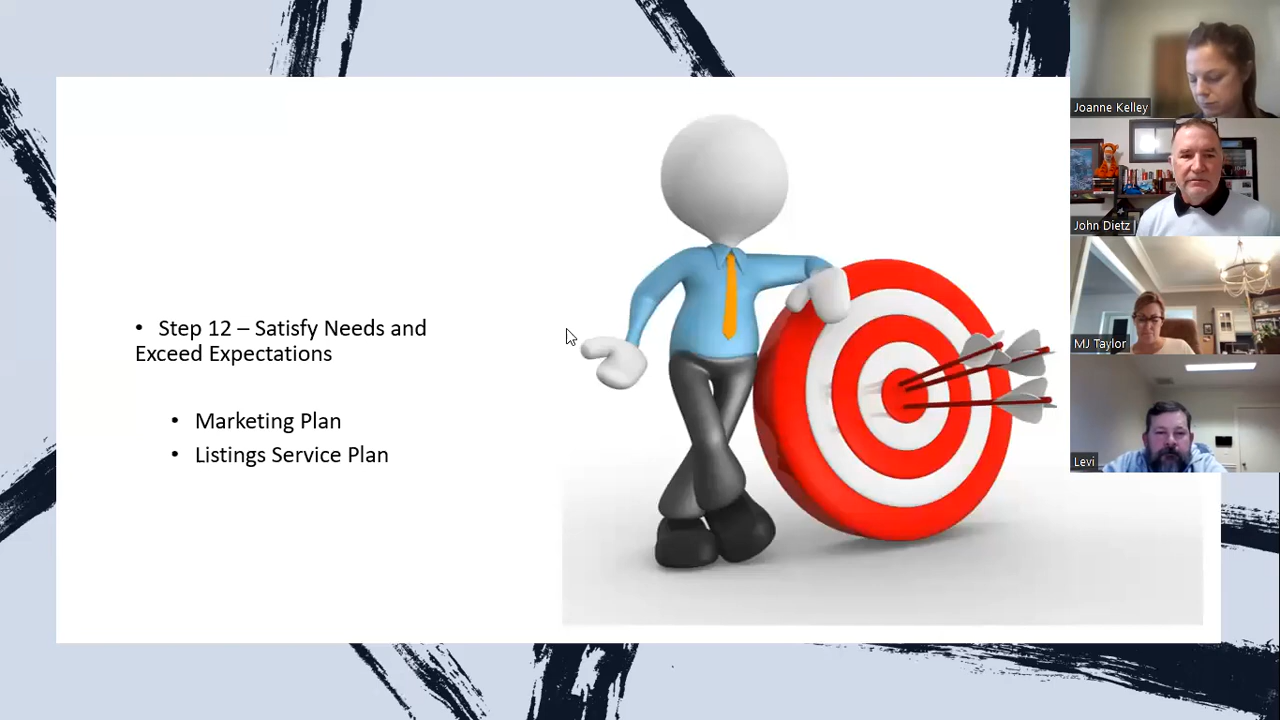 • Step 12 – Satisfy Needs and
Exceed Expectations
• Marketing Plan
• Listings Service Plan
Joanne Kelley
John Dietz
MJ Taylor
Levi